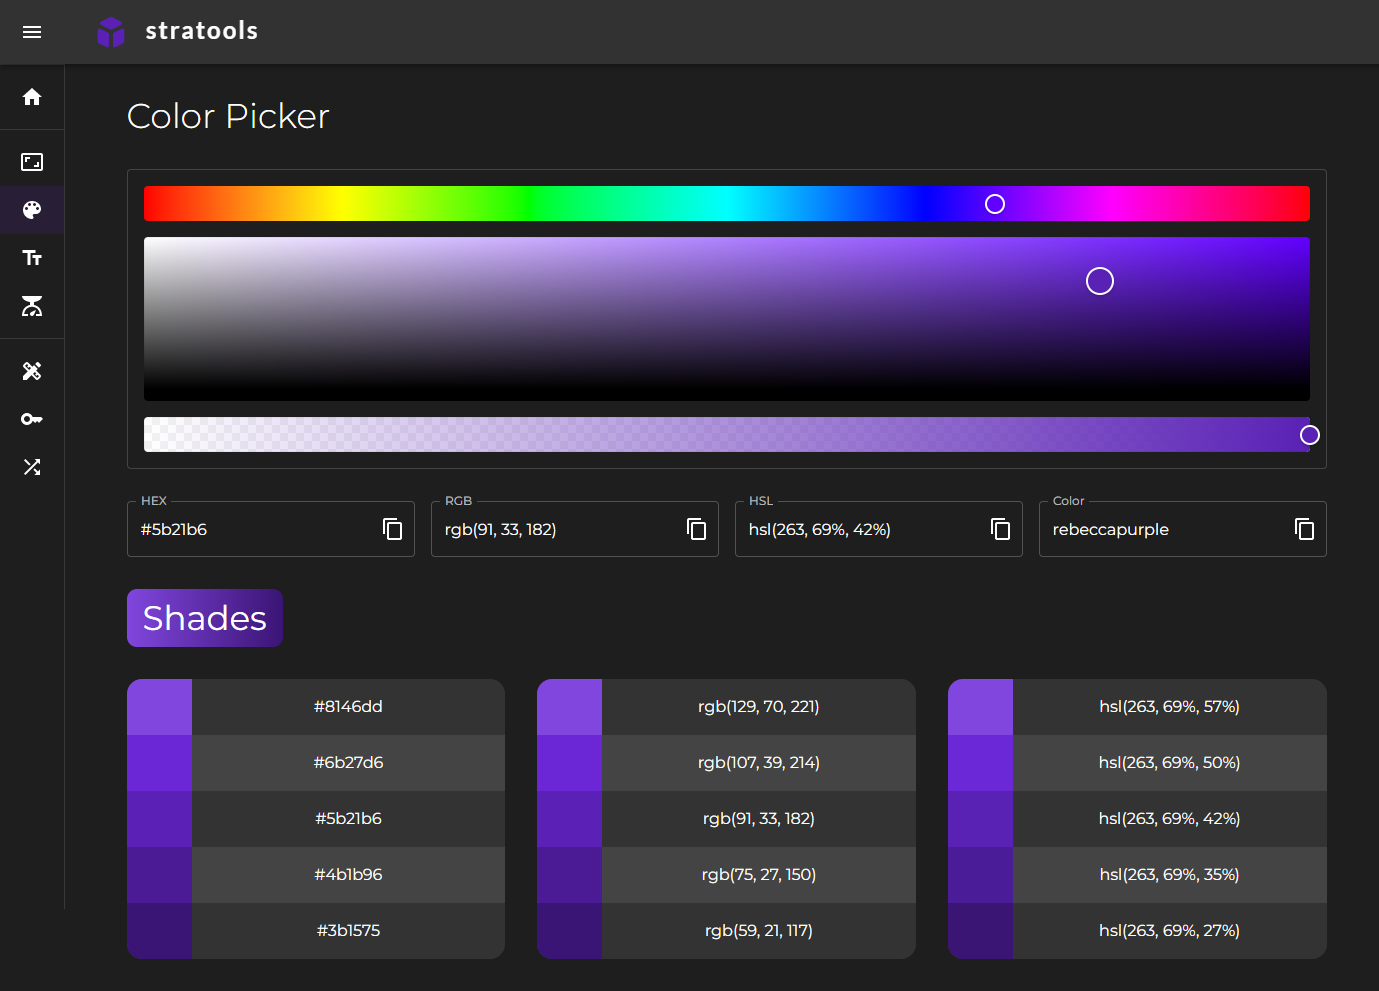 stratools
Color Picker
HEX
#5b21b6
RGB
rgb(91, 33, 182)
HSL
hsl(263, 69%, 42%)
Color
rebeccapurple
Shades
#8146dd
rgb(129, 70, 221)
hsl(263, 69%, 57%)
#6b27d6
rgb(107, 39, 214)
hsl(263, 69%, 50%)
#5b21b6
rgb(91, 33, 182)
hsl(263, 69%, 42%)
#4b1b96
rgb(75, 27, 150)
hsl(263, 69%, 35%)
#3b1575
rgb(59, 21, 117)
hsl(263, 69%, 27%)